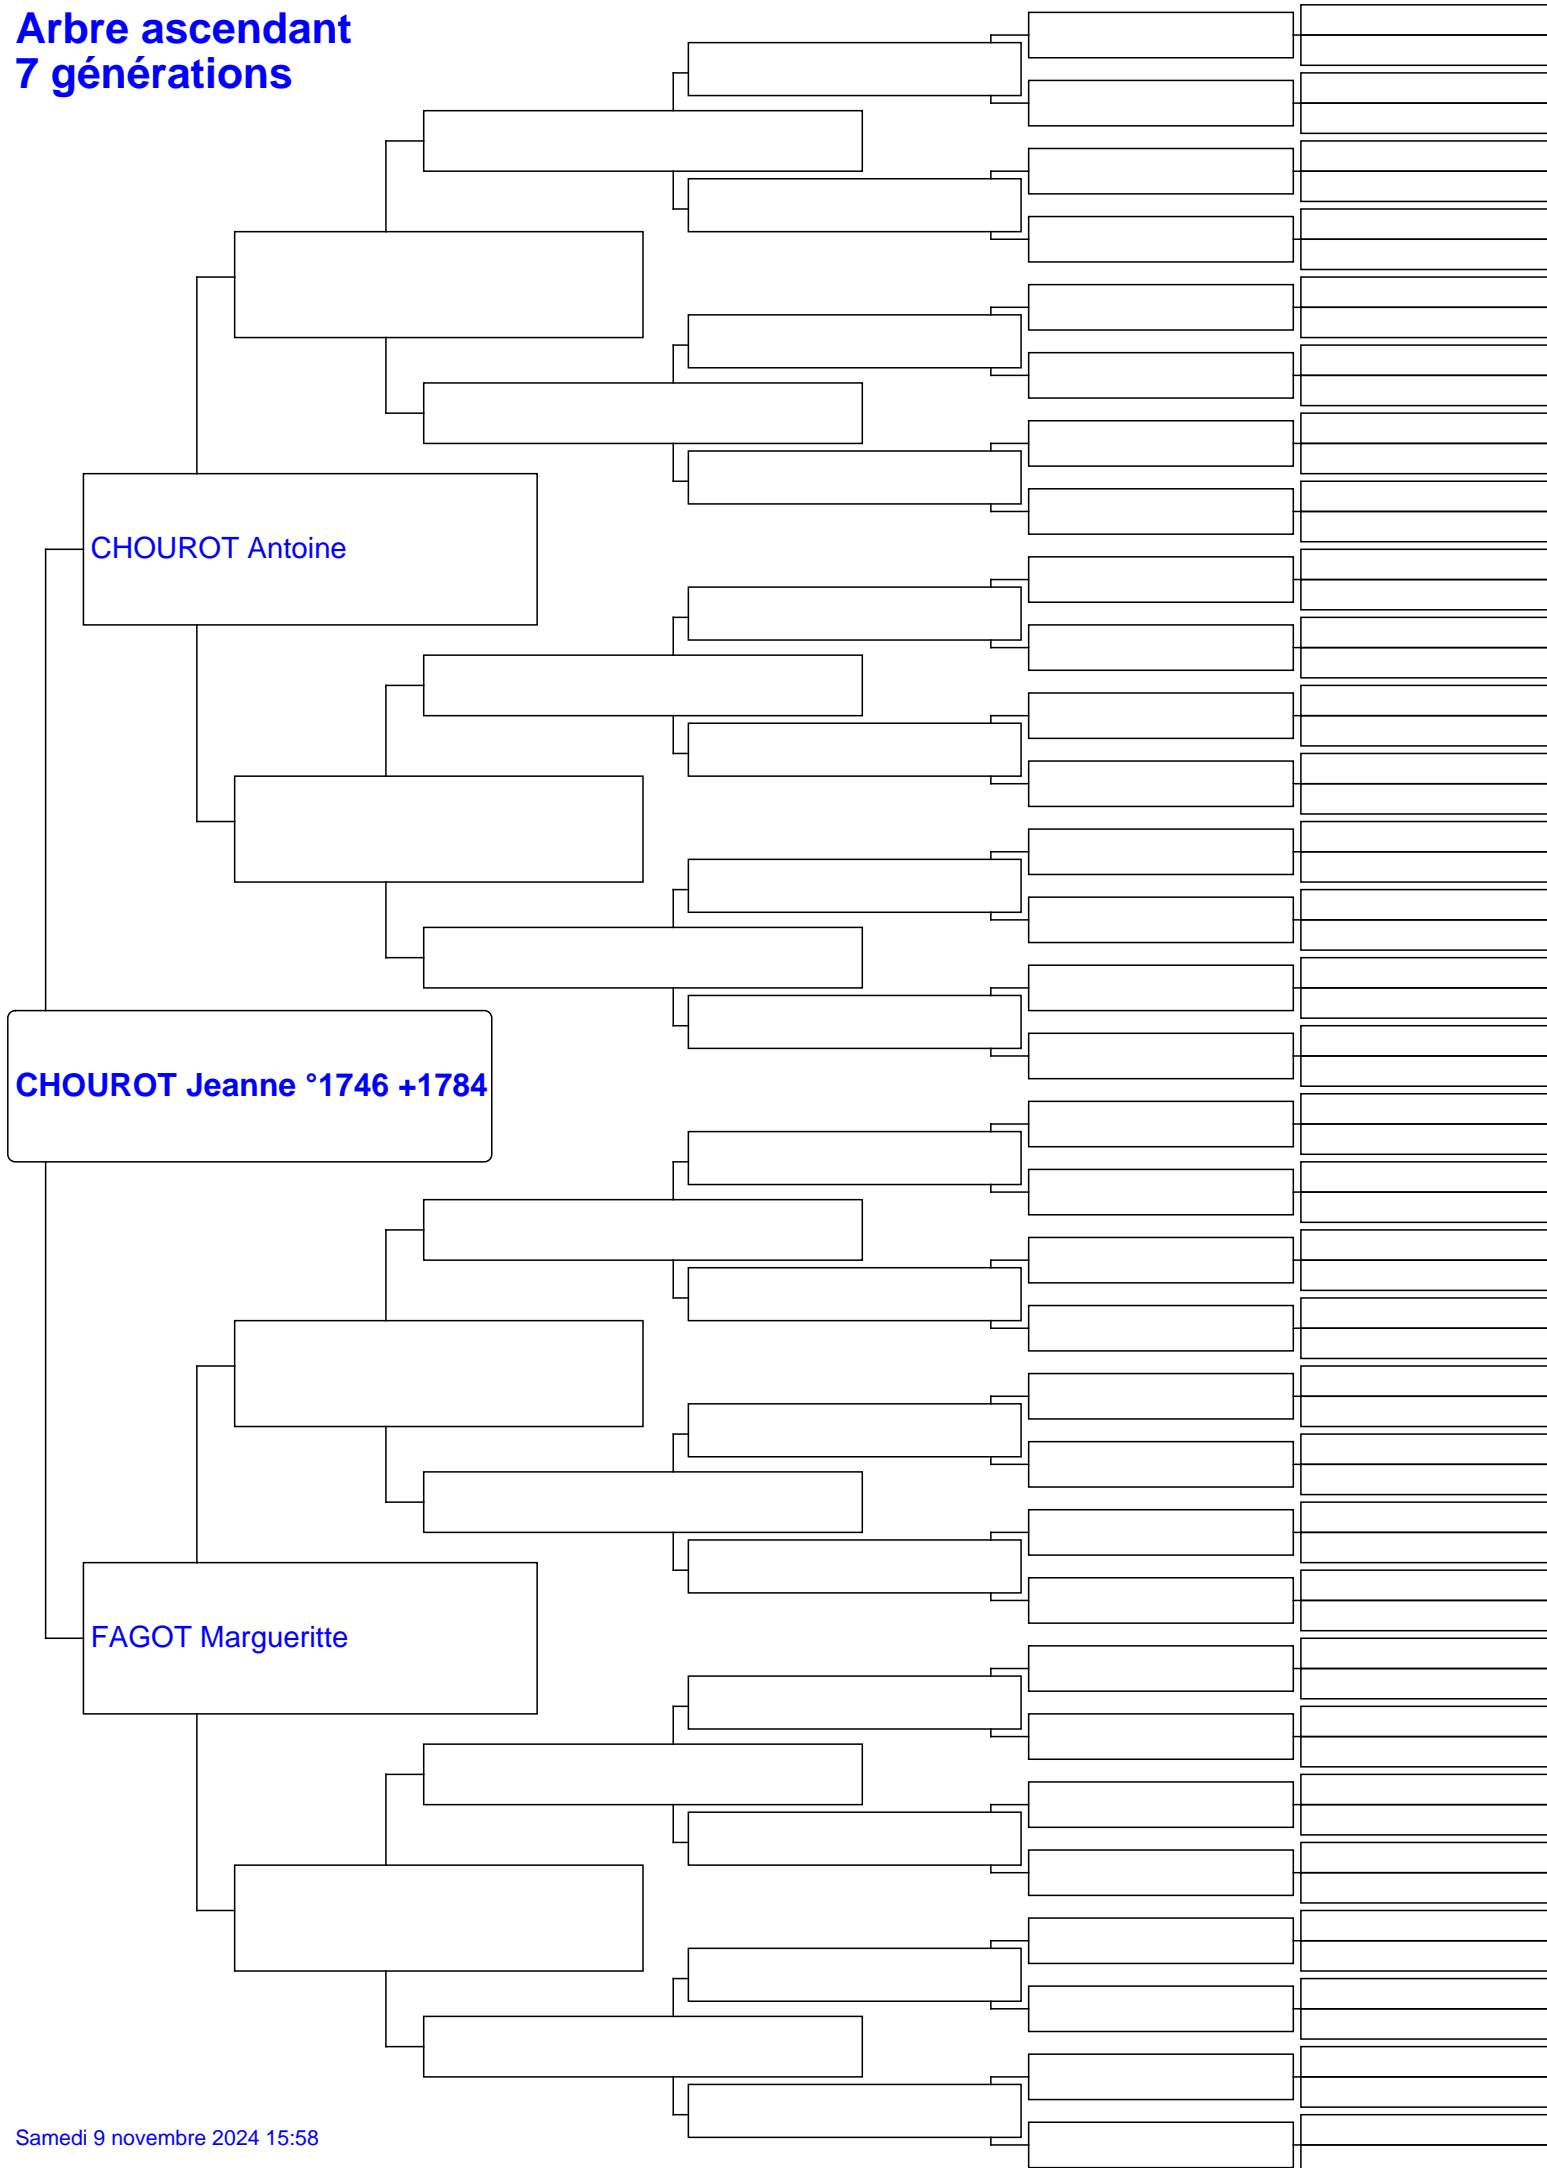 Arbre ascendant
7 générations
CHOUROT Antoine
CHOUROT Jeanne °1746 +1784
FAGOT Margueritte
Samedi 9 novembre 2024 15:58